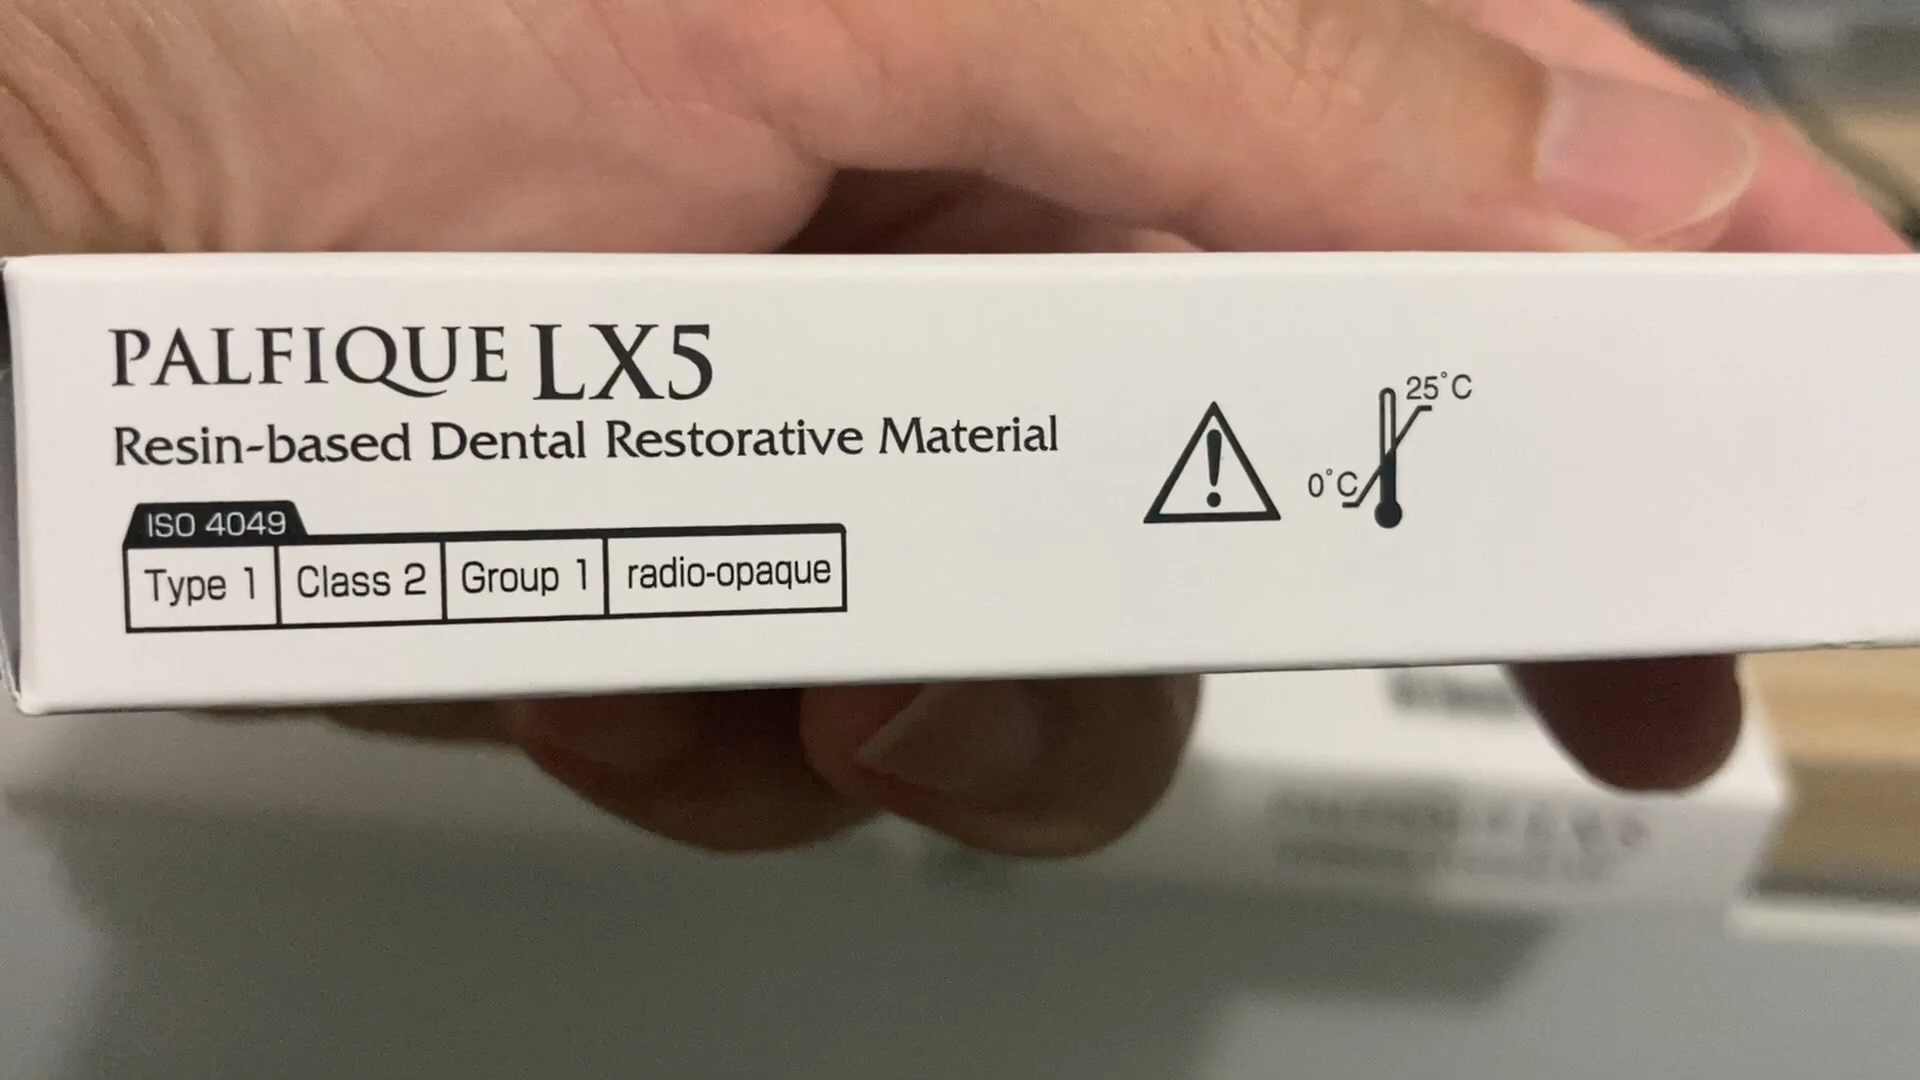 PALFIQUE LX5
Resin-based Dental Restorative Material
ISO 4049
Type 1 Class 2 Group 1 radio-opaque
25°C
0°C